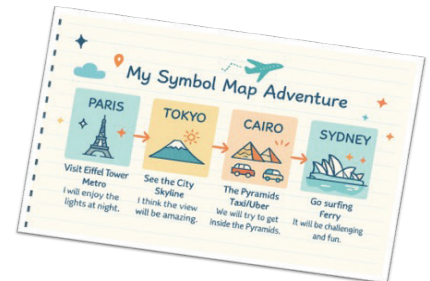 My Symbol Map Adventure
PARIS
Visit Eiffel Tower
Metro
I will enjoy the
lights at night.
TOKYO
See the City
Skyline
I think the view
will be amazing.
CAIRO
The Pyramids
Taxi/Uber
We will try to get
inside the Pyramids.
SYDNEY
Go surfing
Ferry
It will be challenging
and fun.